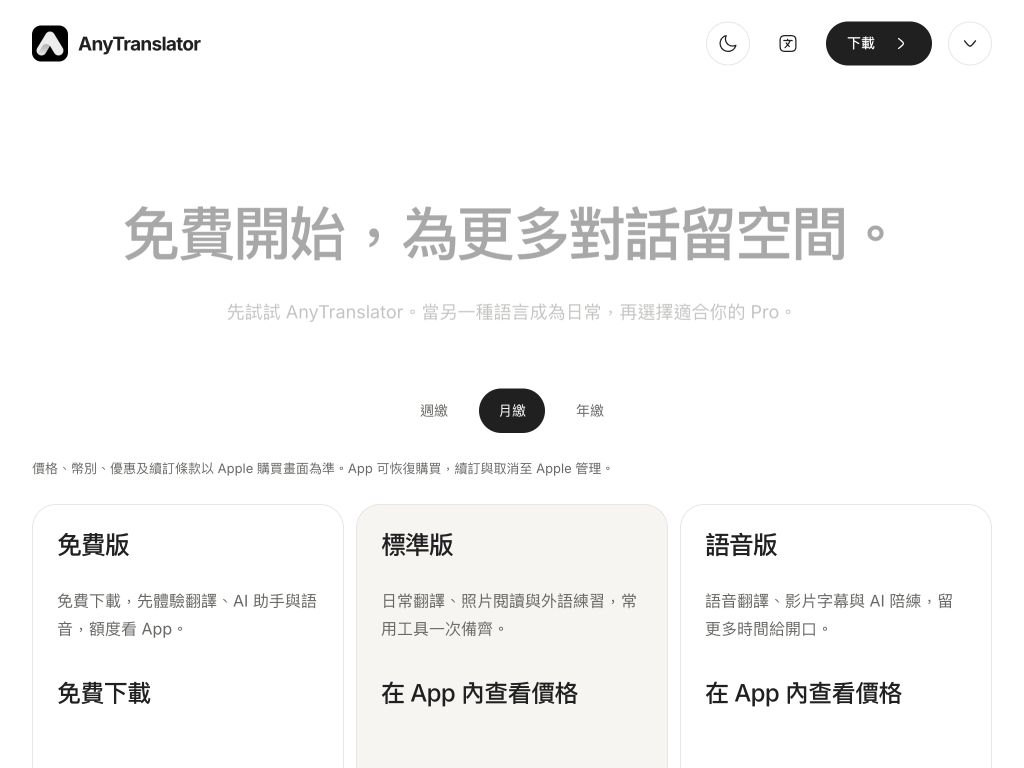 AnyTranslator
下載
免費開始，為更多對話留空間。
先試試 AnyTranslator。當另一種語言成為日常，再選擇適合你的 Pro。
週繳
月繳
年繳
價格、幣別、優惠及續訂條款以 Apple 購買畫面為準。App 可恢復購買，續訂與取消至 Apple 管理。
免費版
免費下載，先體驗翻譯、AI 助手與語
音，額度看 App。
免費下載
標準版
日常翻譯、照片閱讀與外語練習，常
用工具一次備齊。
在 App 內查看價格
語音版
語音翻譯、影片字幕與 AI 陪練，留
更多時間給開口。
在 App 內查看價格